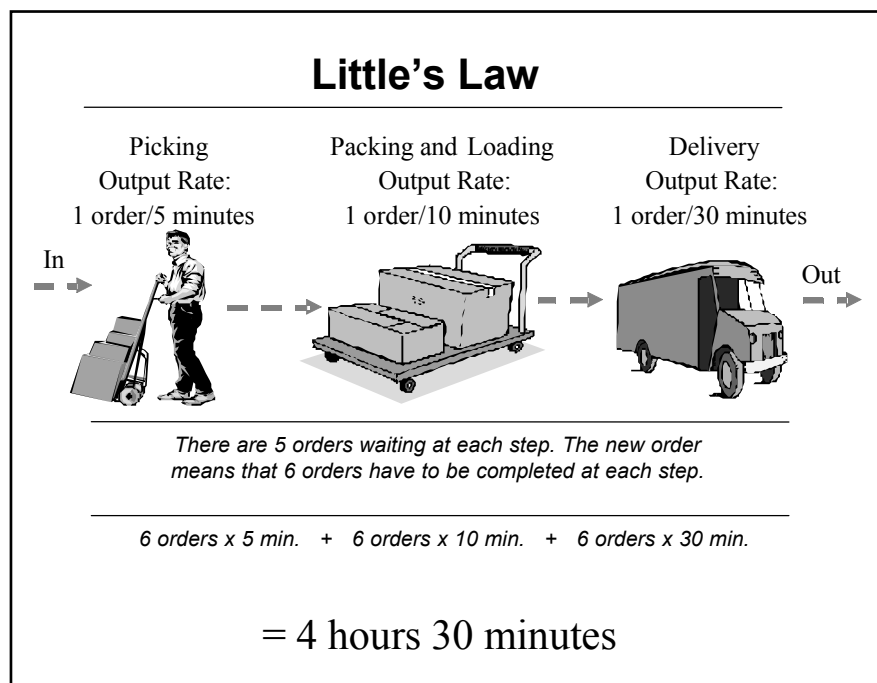 Little's Law
Picking
Output Rate:
1 order/5 minutes
Packing and Loading
Output Rate:
1 order/10 minutes
Delivery
Output Rate:
1 order/30 minutes
In
Out
There are 5 orders waiting at each step. The new order
means that 6 orders have to be completed at each step.
6 orders x 5 min. + 6 orders x 10 min. + 6 orders x 30 min.
= 4 hours 30 minutes